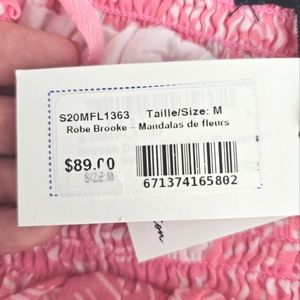 S20MFL1363 Taille/Size: M
Robe Brooke – Mandalas de fleurs
$89.00
SIZE:M
671374165802